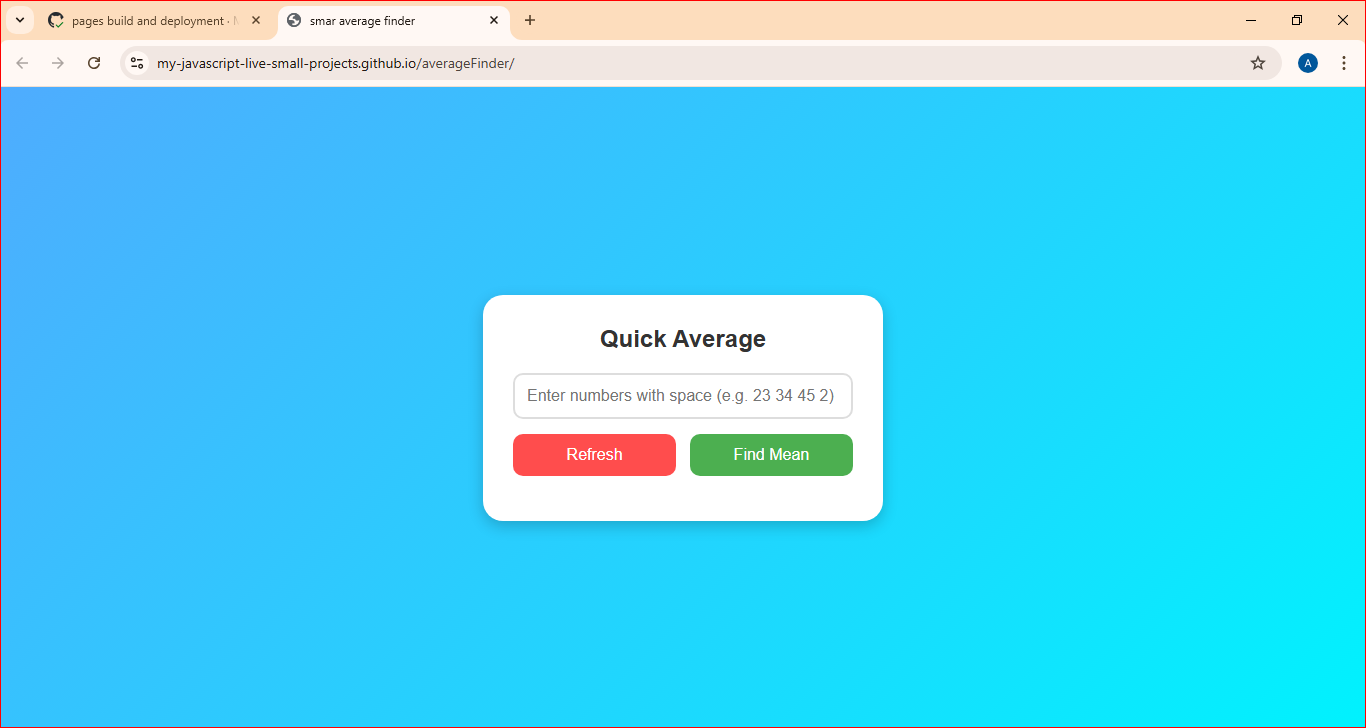 pages build and deployment ·
smar average finder
my-javascript-live-small-projects.github.io/averageFinder/
A
Quick Average
Enter numbers with space (e.g. 23 34 45 2)
Refresh
Find Mean